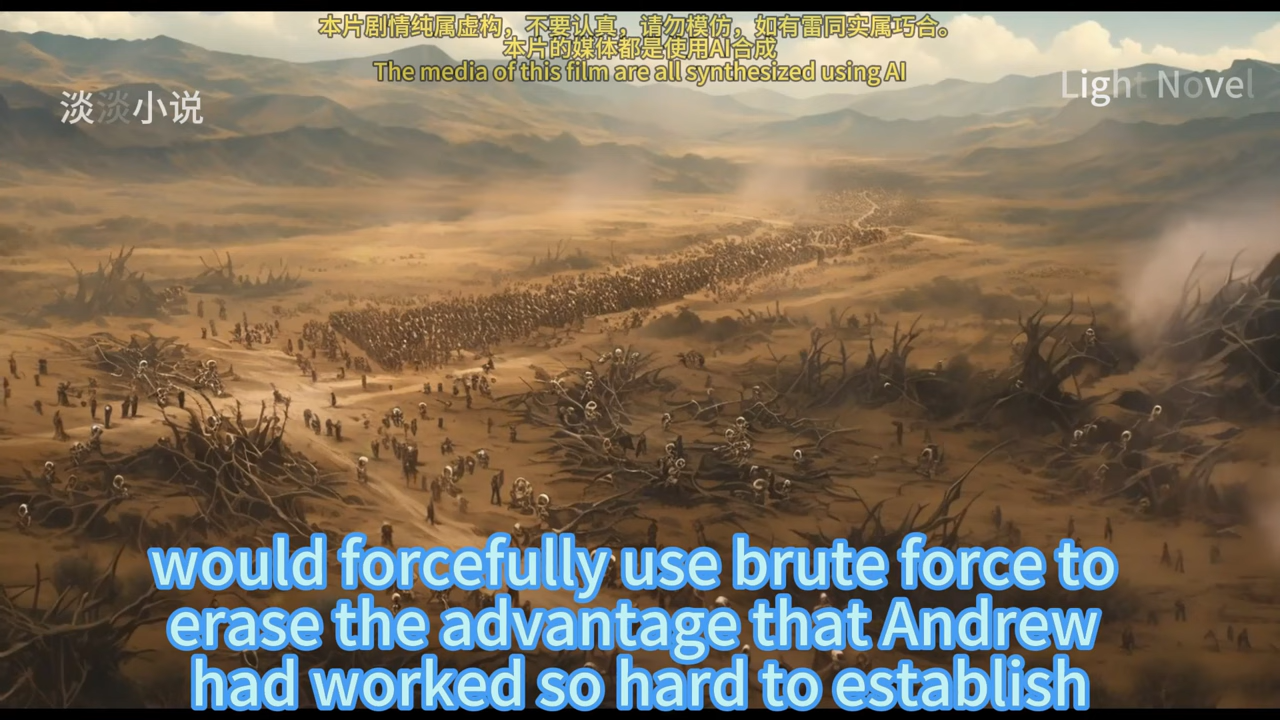 本片剧情纯属虚构，不要认真，请勿模仿，如有雷同实属巧合。
本片的媒体都是使用AI合成
The media of this film are all synthesized using AI
淡淡小说
Light Novel
would forcefully use brute force to
erase the advantage that Andrew
had worked so hard to establish